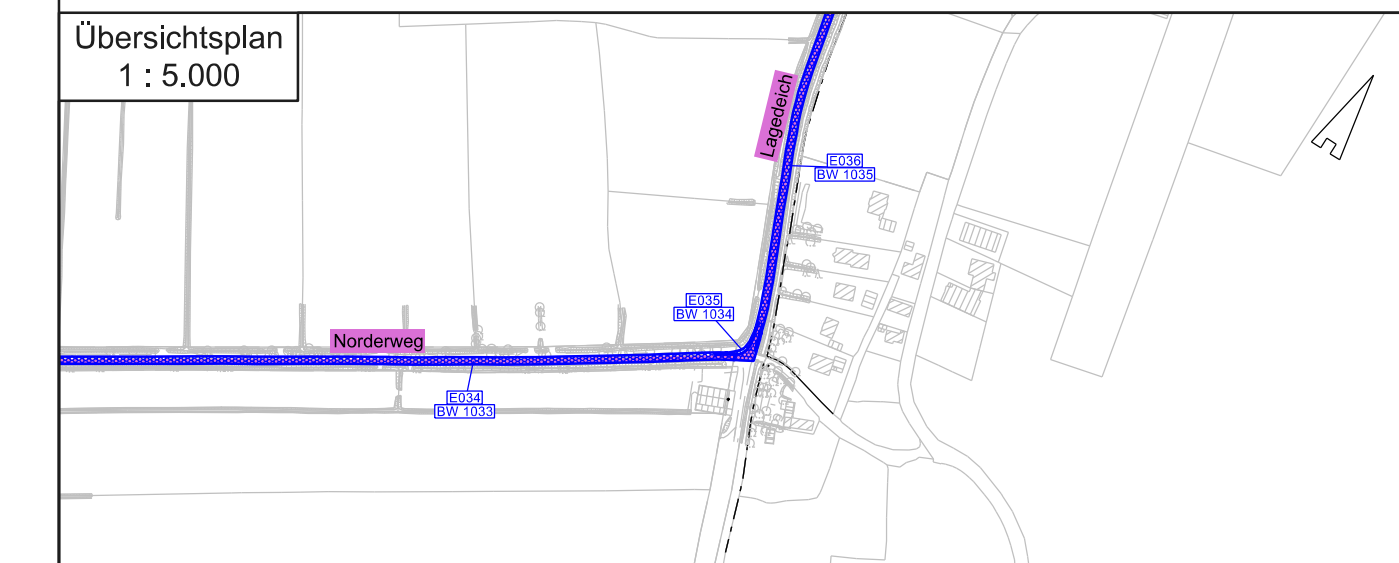 Übersichtsplan
1 : 5.000
Lagedeich
E036
BW 1035
E035
BW 1034
Norderweg
E034
BW 1033